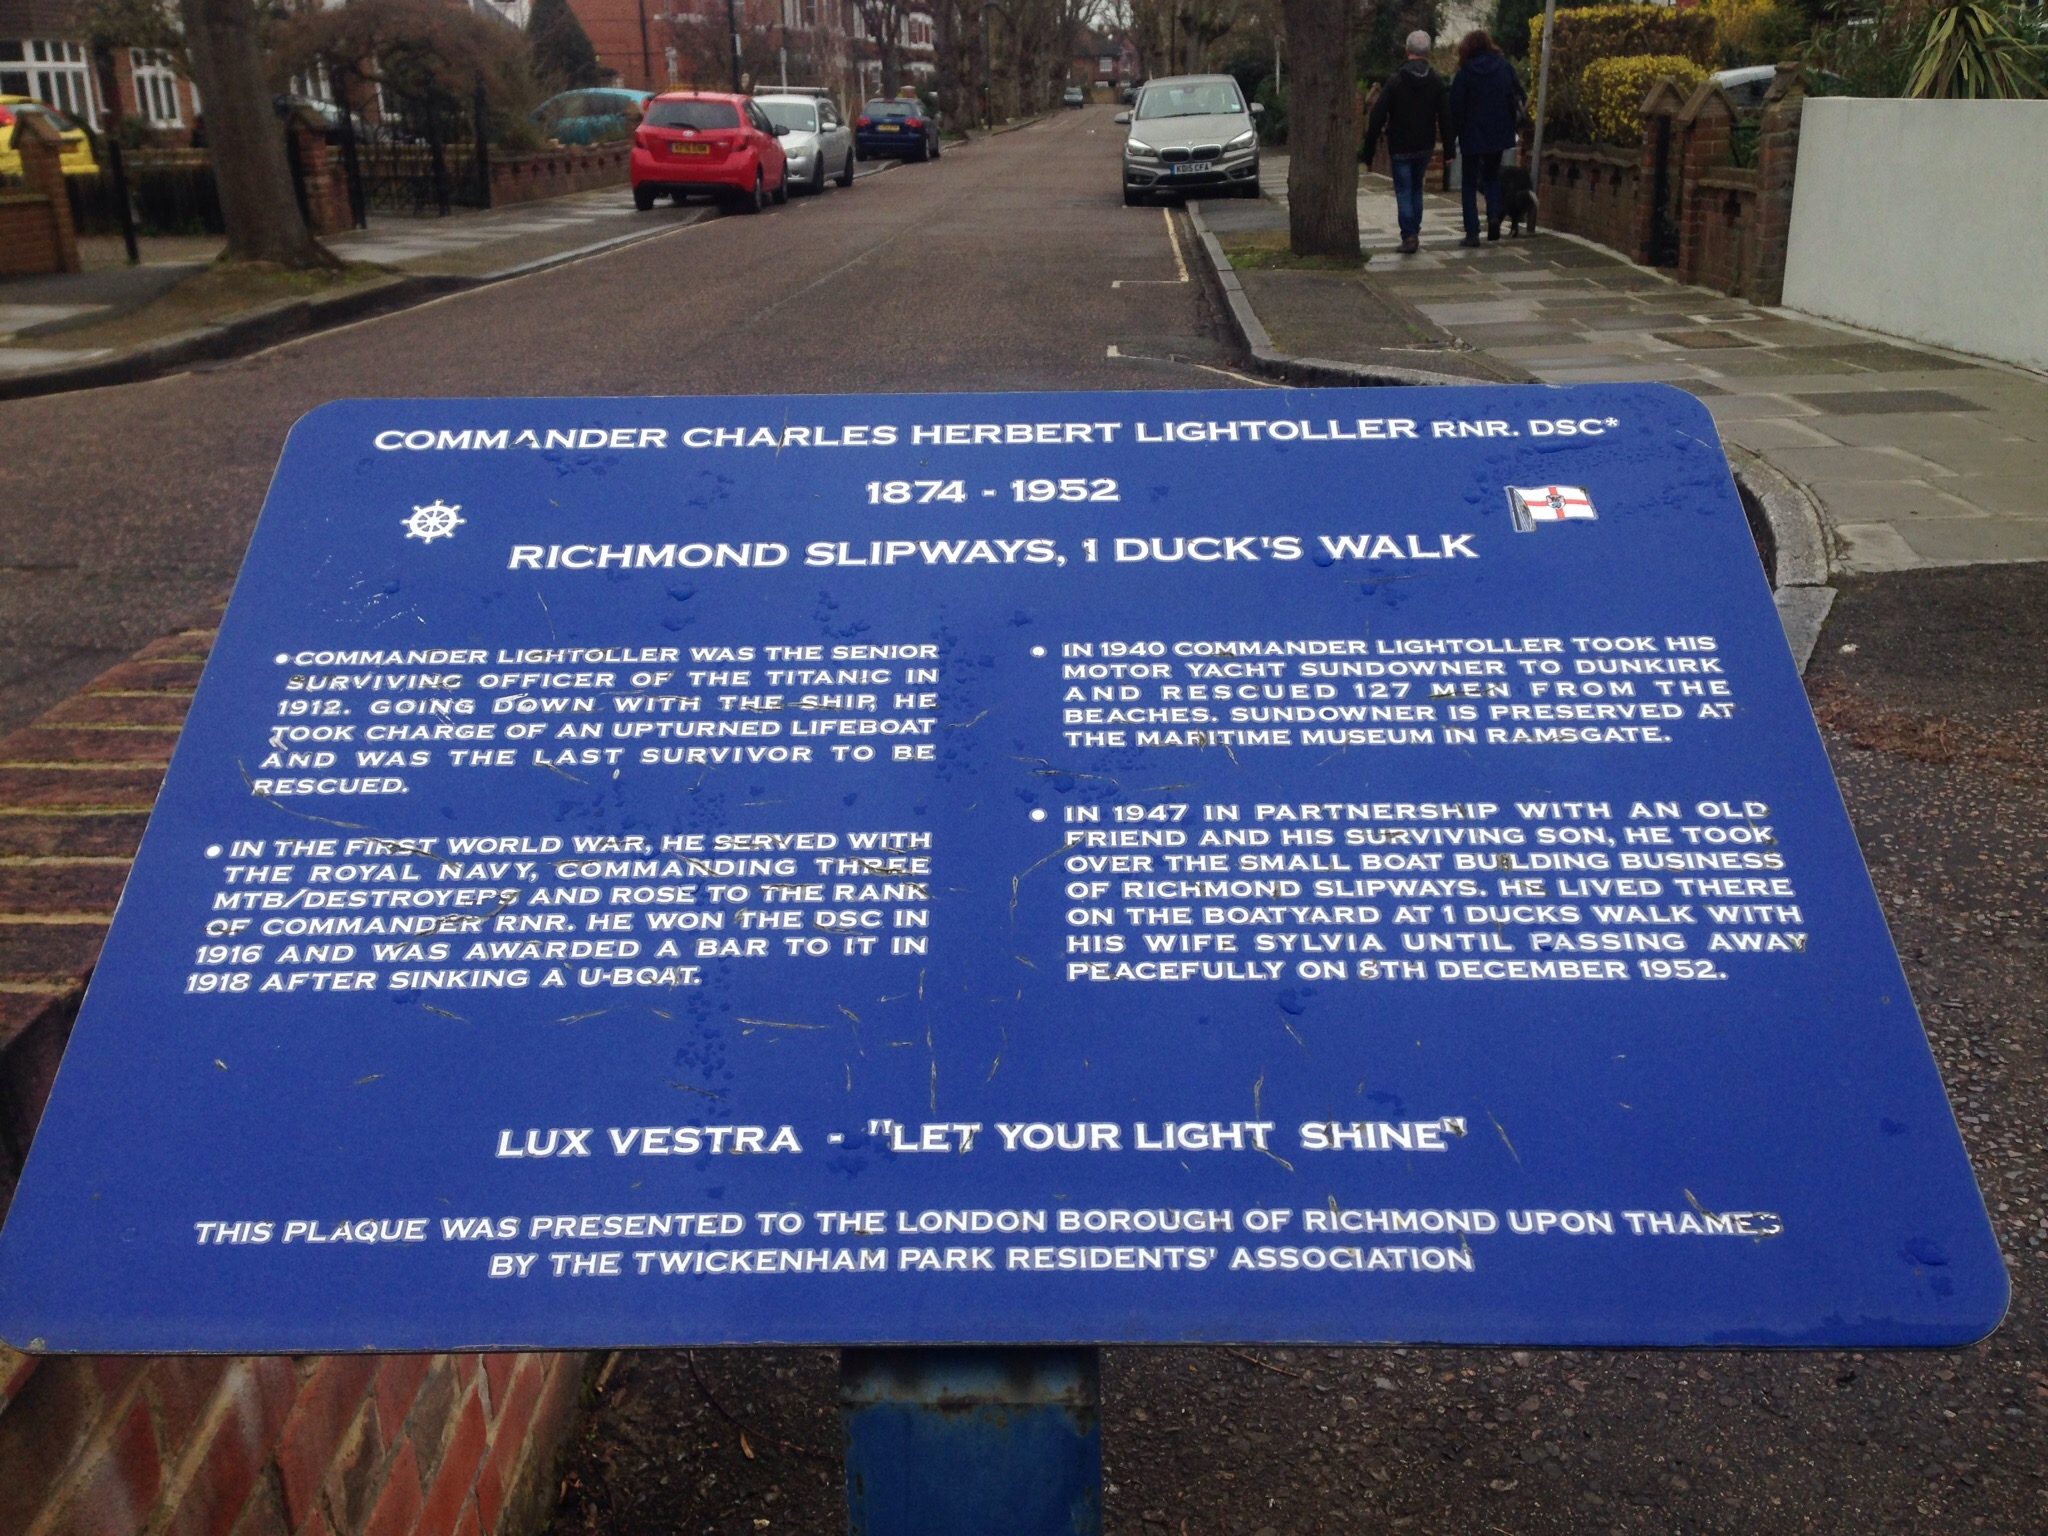 COMMANDER CHARLES HERBERT LIGHTOLLER RNR. DSC*
1874 - 1952
RICHMOND SLIPWAYS, 1 DUCK'S WALK
•COMMANDER LIGHTOLLER WAS THE SENIOR
SURVIVING OFFICER OF THE TITANIC IN
1912. GOING DOWN WITH THE SHIP, HE
TOOK CHARGE OF AN UPTURNED LIFEBOAT
AND WAS THE LAST SURVIVOR TO BE
RESCUED.
• IN THE FIRST WORLD WAR, HE SERVED WITH
THE ROYAL NAVY, COMMANDING THREE
MTB/DESTROYERS AND ROSE TO THE RANK
OF COMMANDER RNR. HE WON THE DSC IN
1916 AND WAS AWARDED A BAR TO IT IN
1918 AFTER SINKING A U-BOAT.
• IN 1940 COMMANDER LIGHTOLLER TOOK HIS
MOTOR YACHT SUNDOWNER TO DUNKIRK
AND RESCUED 127 MEN FROM THE
BEACHES. SUNDOWNER IS PRESERVED AT
THE MARITIME MUSEUM IN RAMSGATE.
• IN 1947 IN PARTNERSHIP WITH AN OLD
FRIEND AND HIS SURVIVING SON, HE TOOK
OVER THE SMALL BOAT BUILDING BUSINESS
OF RICHMOND SLIPWAYS. HE LIVED THERE
ON THE BOATYARD AT 1 DUCKS WALK WITH
HIS WIFE SYLVIA UNTIL PASSING AWAY
PEACEFULLY ON 8TH DECEMBER 1952.
LUX VESTRA - "LET YOUR LIGHT SHINE"
THIS PLAQUE WAS PRESENTED TO THE LONDON BOROUGH OF RICHMOND UPON THAMES
BY THE TWICKENHAM PARK RESIDENTS' ASSOCIATION
KD15 CFA